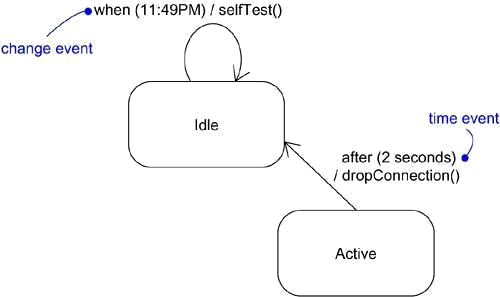 when (11:49PM) / selfTest()
change event
Idle
time event
after (2 seconds)
/ dropConnection()
Active